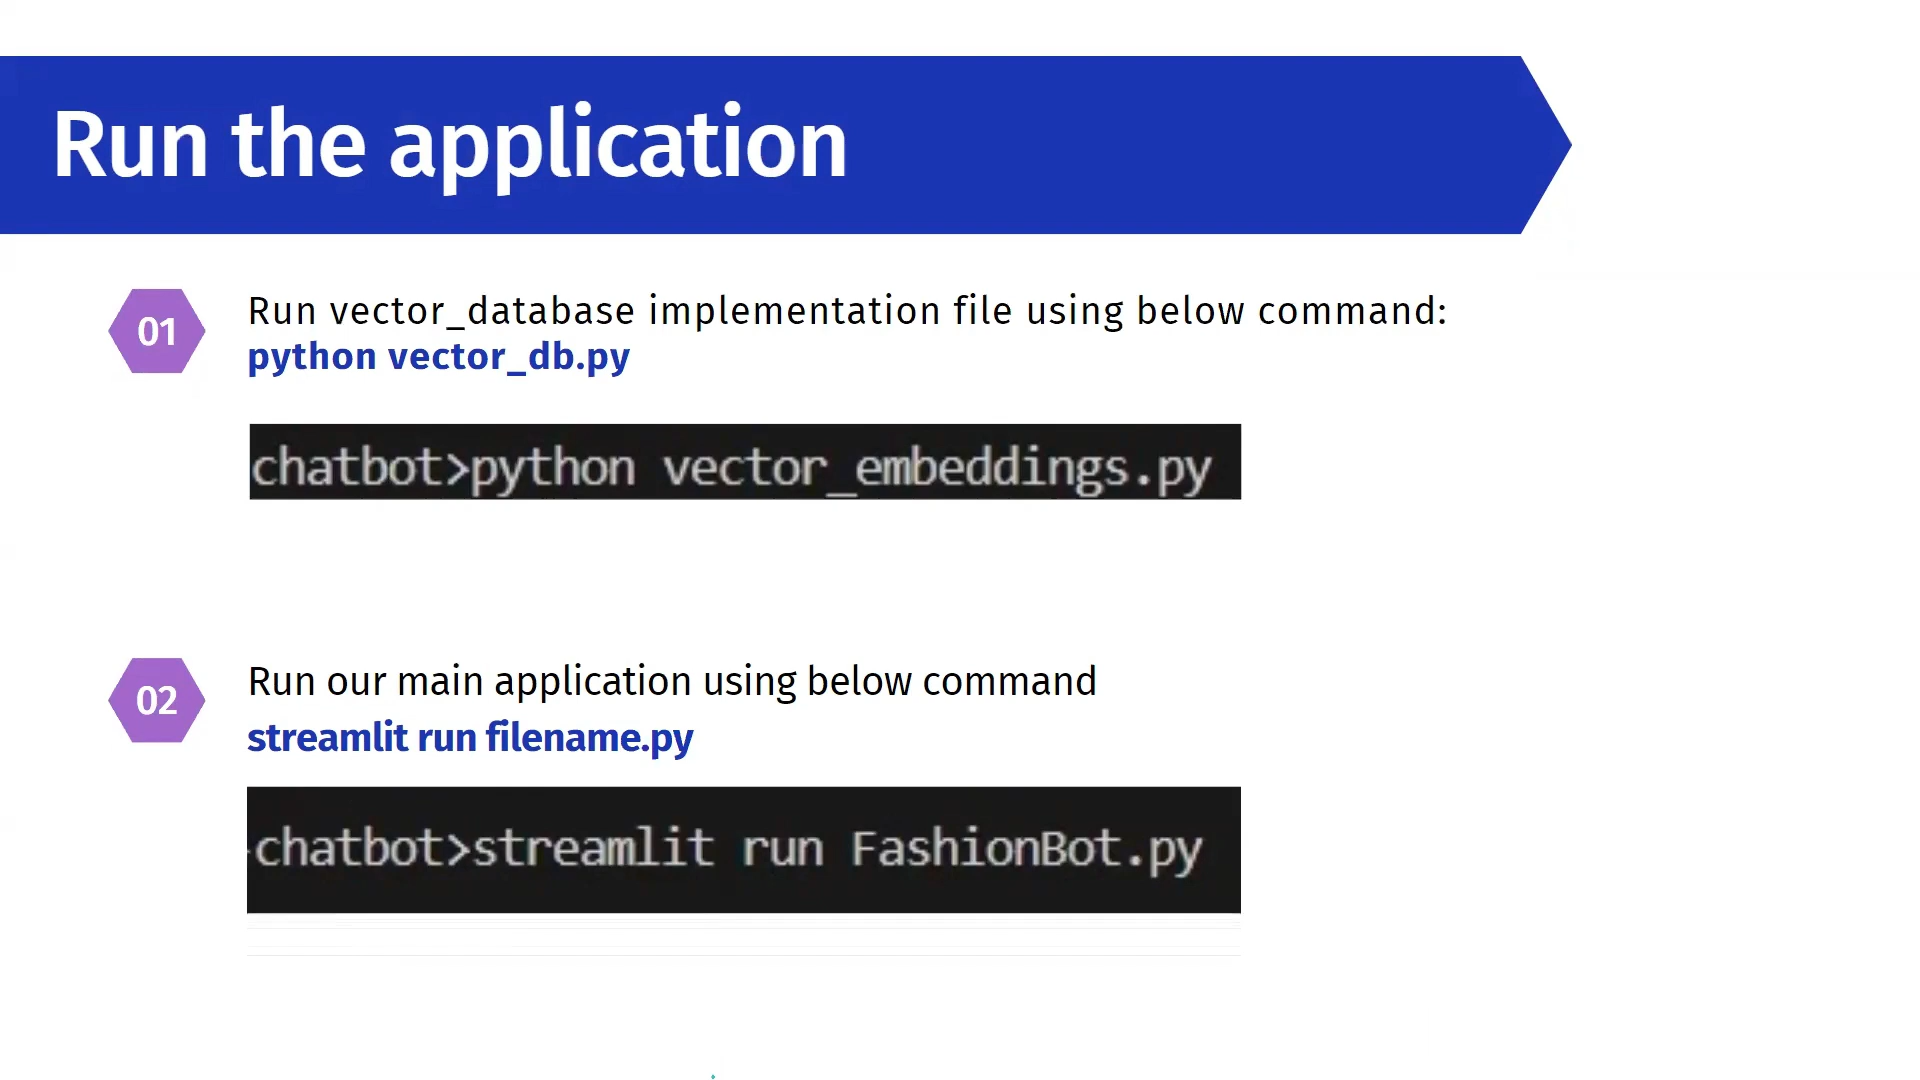 Run the application
01
Run vector_database implementation file using below command:
python vector_db.py
chatbot>python vector_embeddings.py
02
Run our main application using below command
streamlit run filename.py
chatbot>streamlit run FashionBot.py